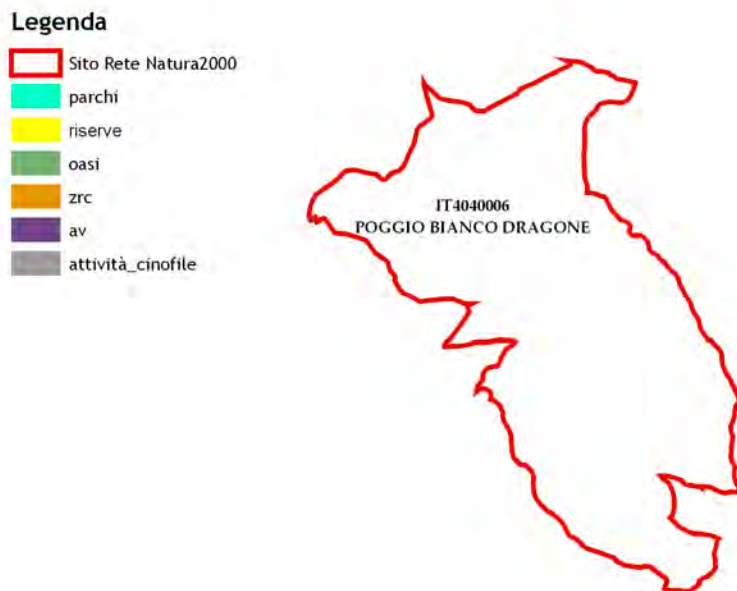 Legenda
Sito Rete Natura2000
parchi
riserve
oasi
zrc
av
attività_cinofile
IT4040006
POGGIO BIANCO DRAGONE